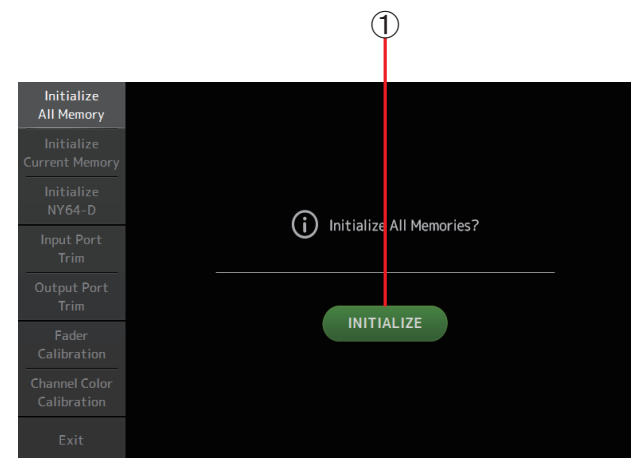 ①
Initialize
All Memory
Initialize
Current Memory
Initialize
NY64-D
Input Port
Trim
Output Port
Trim
Fader
Calibration
Channel Color
Calibration
Exit
Initialize All Memories?
INITIALIZE